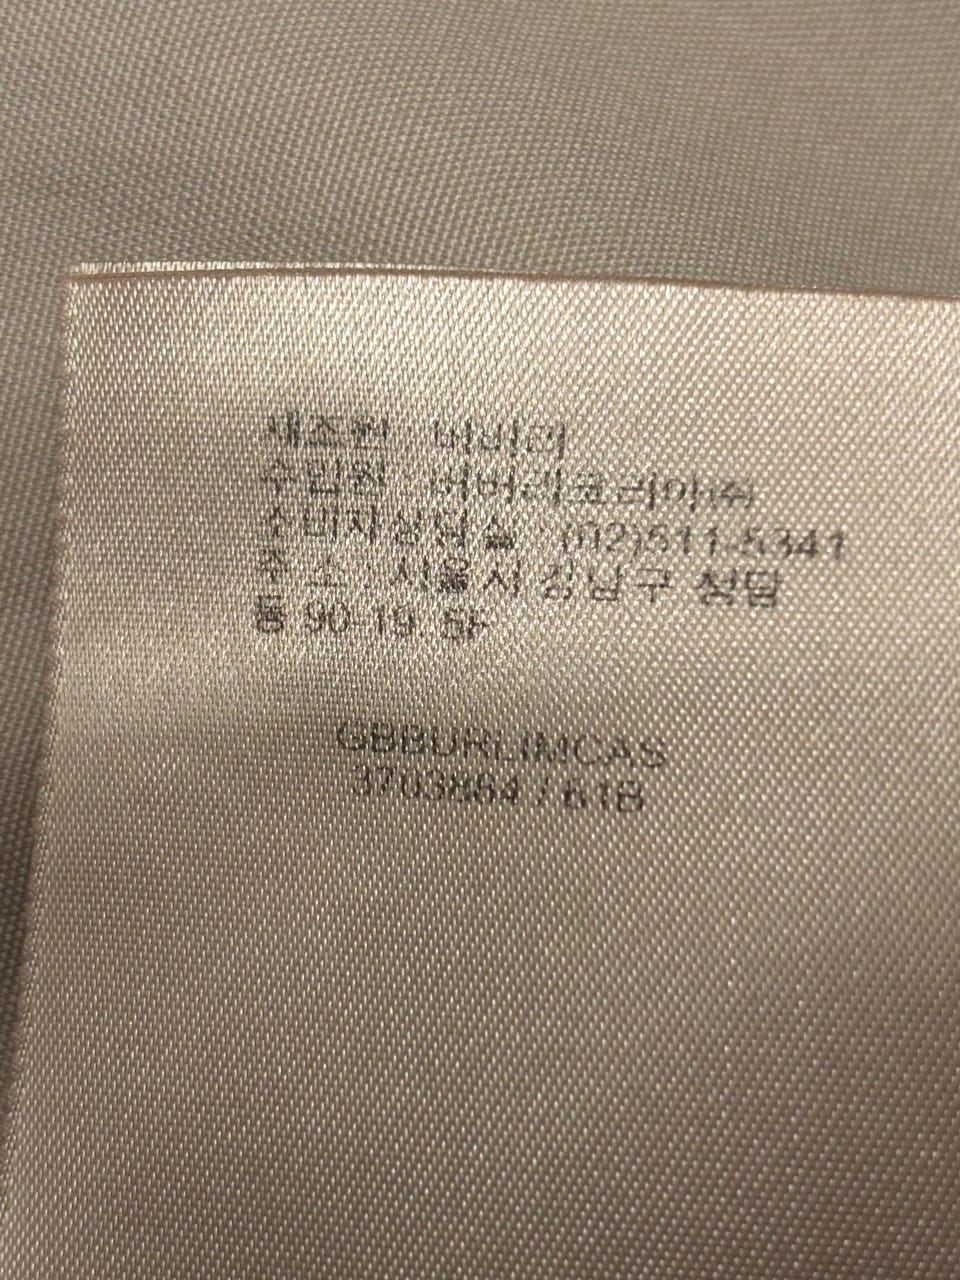 제조원 : 버버리
수입원 : 버버리코리아(주)
소비자상담실 : (02)511-5341
주 소 : 서울시 강남구 청담
동 90-19 5F
GBBURLIMCAS
3703884 / 61B